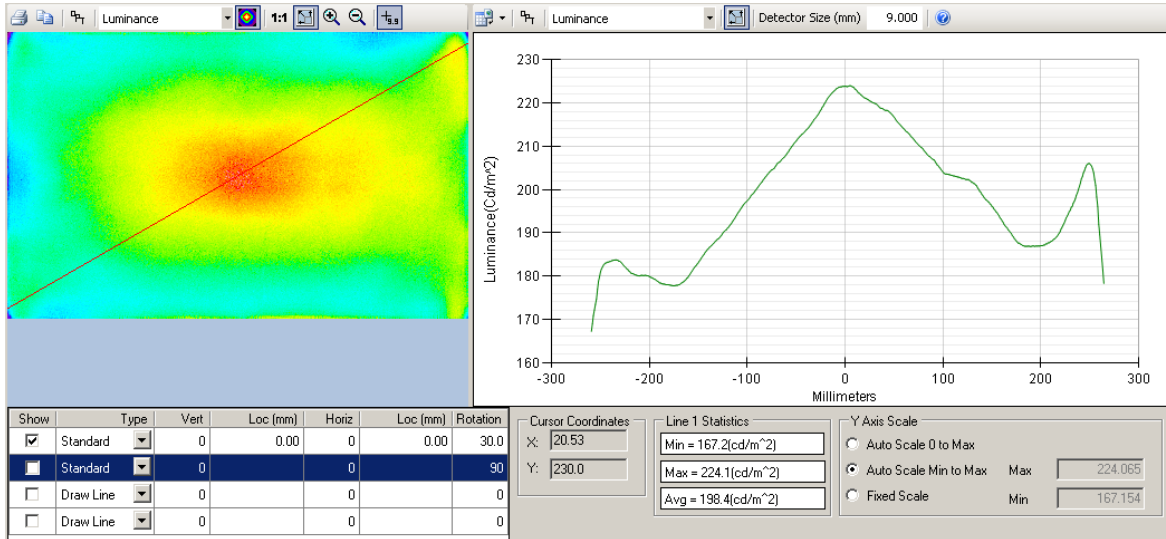 Luminance 1:1 +9.9
Luminance Detector Size (mm) 9.000
230
220
210
200
190
180
170
160
Luminance(Cd/m^2)
-300 -200 -100 0 100 200 300
Millimeters
Show Type Vert Loc (mm) Horiz Loc (mm) Rotation
Standard 0 0.00 0 0.00 30.0
Standard 0 0 90
Draw Line 0 0 0
Draw Line 0 0 0
Cursor Coordinates
X: 20.53
Y: 230.0
Line 1 Statistics
Min = 167.2(cd/m^2)
Max = 224.1(cd/m^2)
Avg = 198.4(cd/m^2)
Y Axis Scale
Auto Scale 0 to Max
Auto Scale Min to Max Max 224.065
Fixed Scale Min 167.154